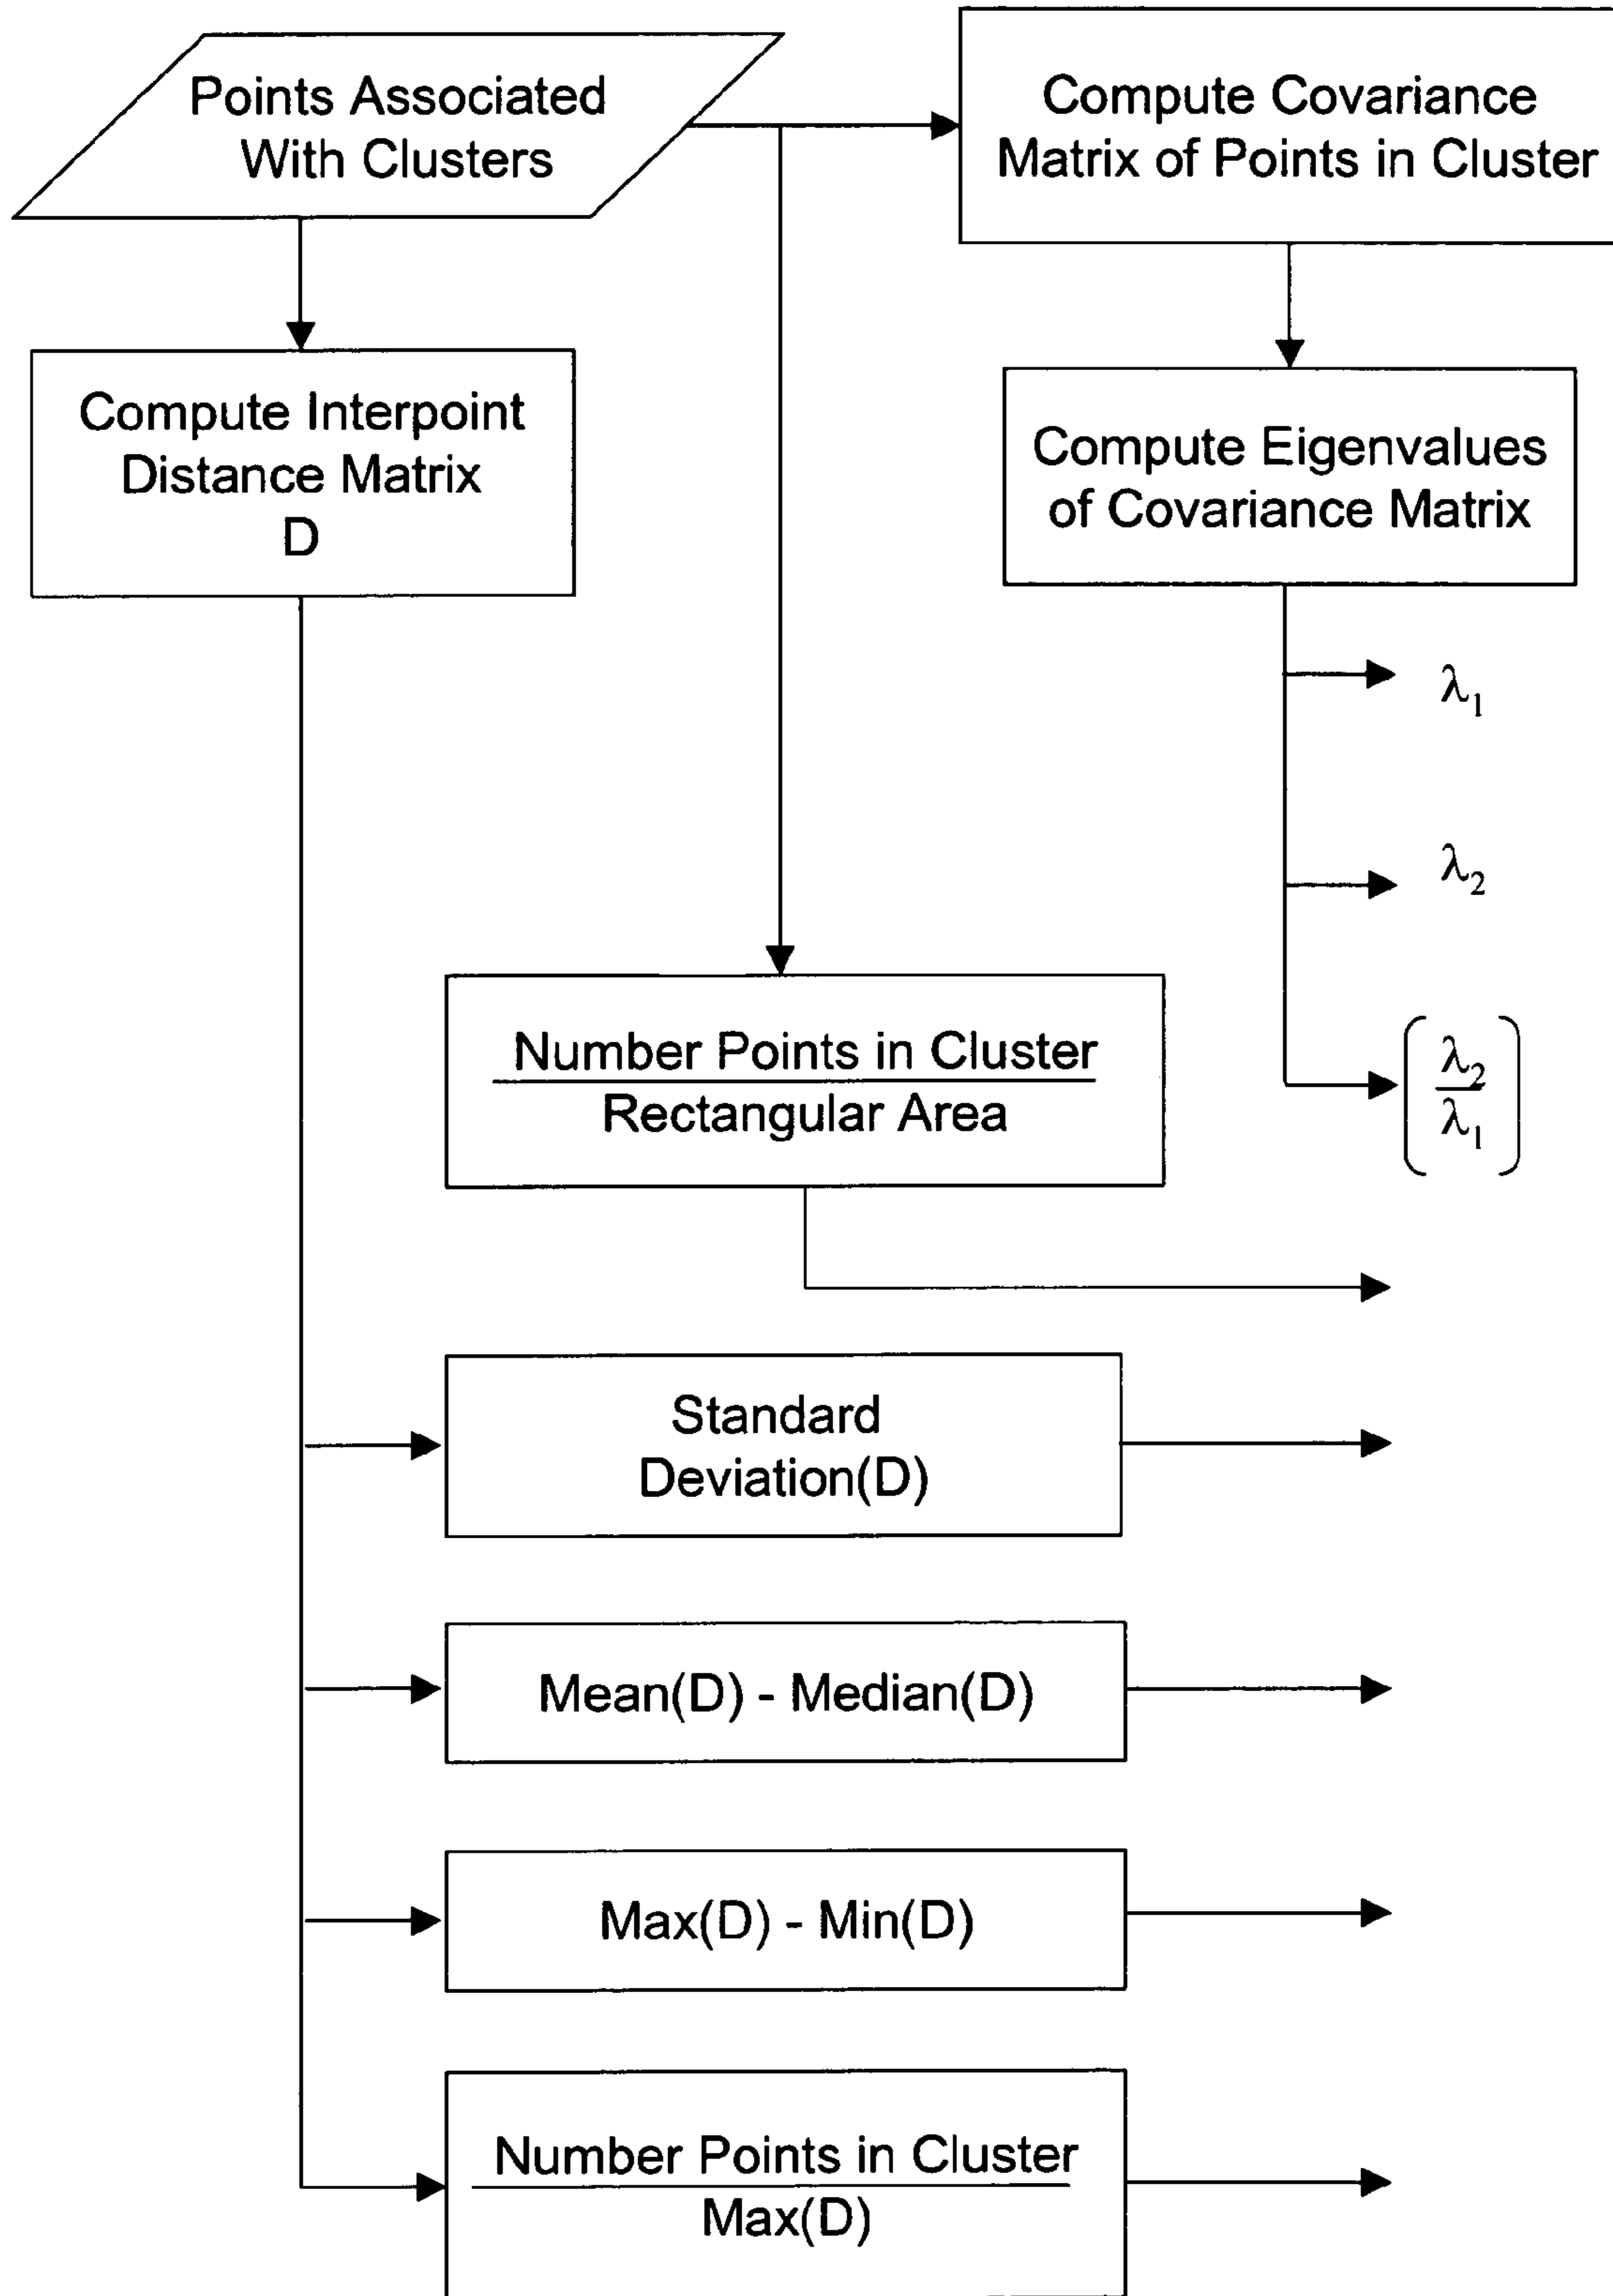 Points Associated
With Clusters
Compute Covariance
Matrix of Points in Cluster
Compute Interpoint
Distance Matrix
D
Compute Eigenvalues
of Covariance Matrix
λ1
λ2
λ2
λ1
Number Points in Cluster
Rectangular Area
Standard
Deviation(D)
Mean(D) - Median(D)
Max(D) - Min(D)
Number Points in Cluster
Max(D)